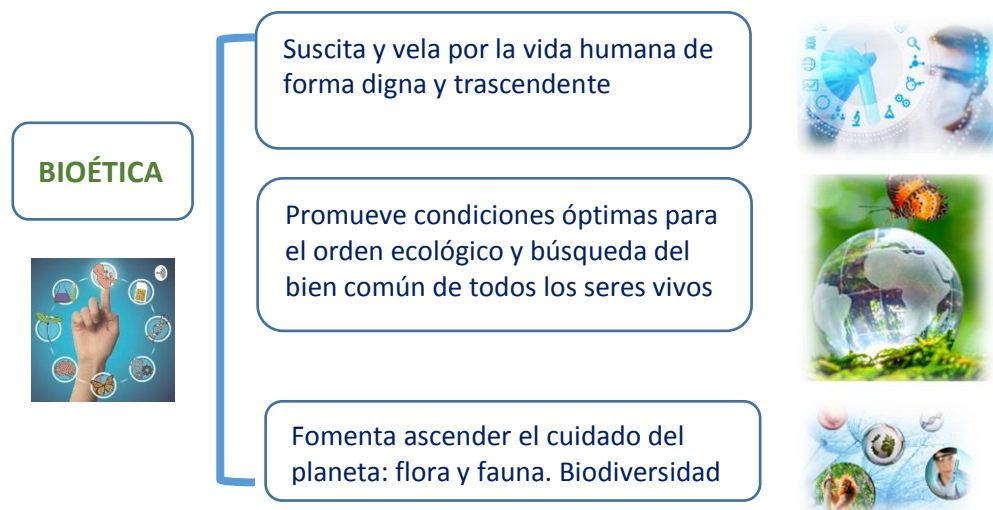 Suscita y vela por la vida humana de
forma digna y trascendente
BIOÉTICA
Promueve condiciones óptimas para
el orden ecológico y búsqueda del
bien común de todos los seres vivos
Fomenta ascender el cuidado del
planeta: flora y fauna. Biodiversidad